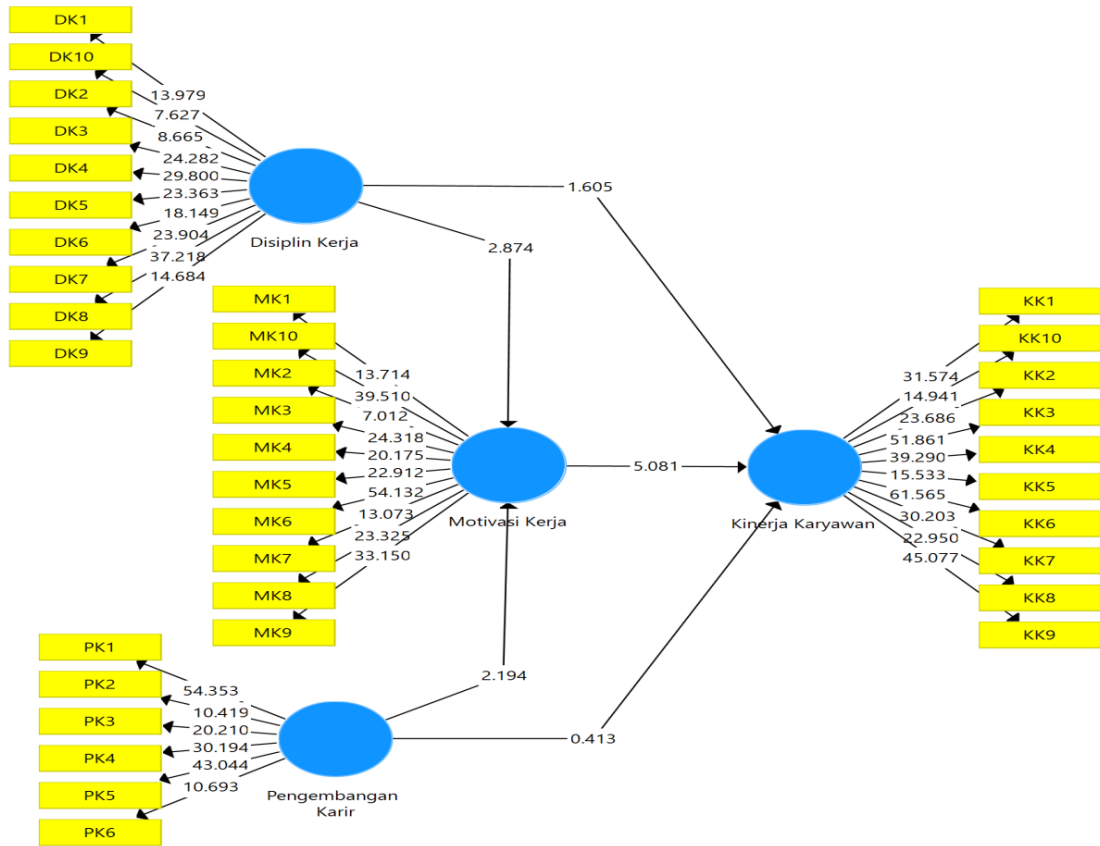 DK1
DK10
DK2
DK3
DK4
DK5
DK6
DK7
DK8
DK9
13.979
7.627
8.665
24.282
29.800
23.363
18.149
23.904
37.218
14.684
Disiplin Kerja
1.605
2.874
MK1
MK10
MK2
MK3
MK4
MK5
MK6
MK7
MK8
MK9
13.714
39.510
7.012
24.318
20.175
22.912
54.132
13.073
23.325
33.150
Motivasi Kerja
5.081
Kinerja Karyawan
31.574
14.941
23.686
51.861
39.290
15.533
61.565
30.203
22.950
45.077
KK1
KK10
KK2
KK3
KK4
KK5
KK6
KK7
KK8
KK9
PK1
PK2
PK3
PK4
PK5
PK6
54.353
10.419
20.210
30.194
43.044
10.693
Pengembangan
Karir
2.194
0.413